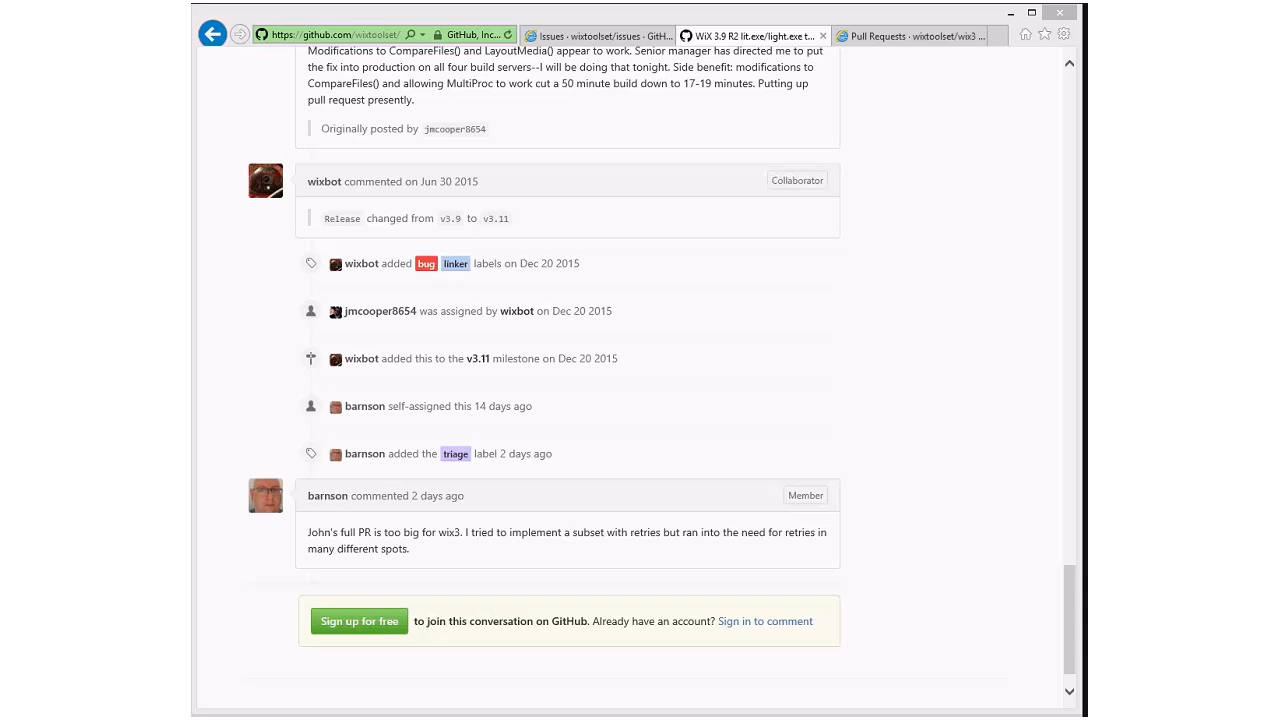 https://github.com/wixtoolset/
GitHub, Inc...
Issues · wixtoolset/issues · GitH...
WiX 3.9 R2 lit.exe/light.exe t...
Pull Requests · wixtoolset/wix3 ...
Modifications to CompareFiles() and LayoutMedia() appear to work. Senior manager has directed me to put
the fix into production on all four build servers--I will be doing that tonight. Side benefit: modifications to
CompareFiles() and allowing MultiProc to work cut a 50 minute build down to 17-19 minutes. Putting up
pull request presently.
Originally posted by jmcooper8654
wixbot commented on Jun 30 2015
Collaborator
Release changed from v3.9 to v3.11
wixbot added bug linker labels on Dec 20 2015
jmcooper8654 was assigned by wixbot on Dec 20 2015
wixbot added this to the v3.11 milestone on Dec 20 2015
barnson self-assigned this 14 days ago
barnson added the triage label 2 days ago
barnson commented 2 days ago
Member
John's full PR is too big for wix3. I tried to implement a subset with retries but ran into the need for retries in
many different spots.
Sign up for free to join this conversation on GitHub. Already have an account? Sign in to comment